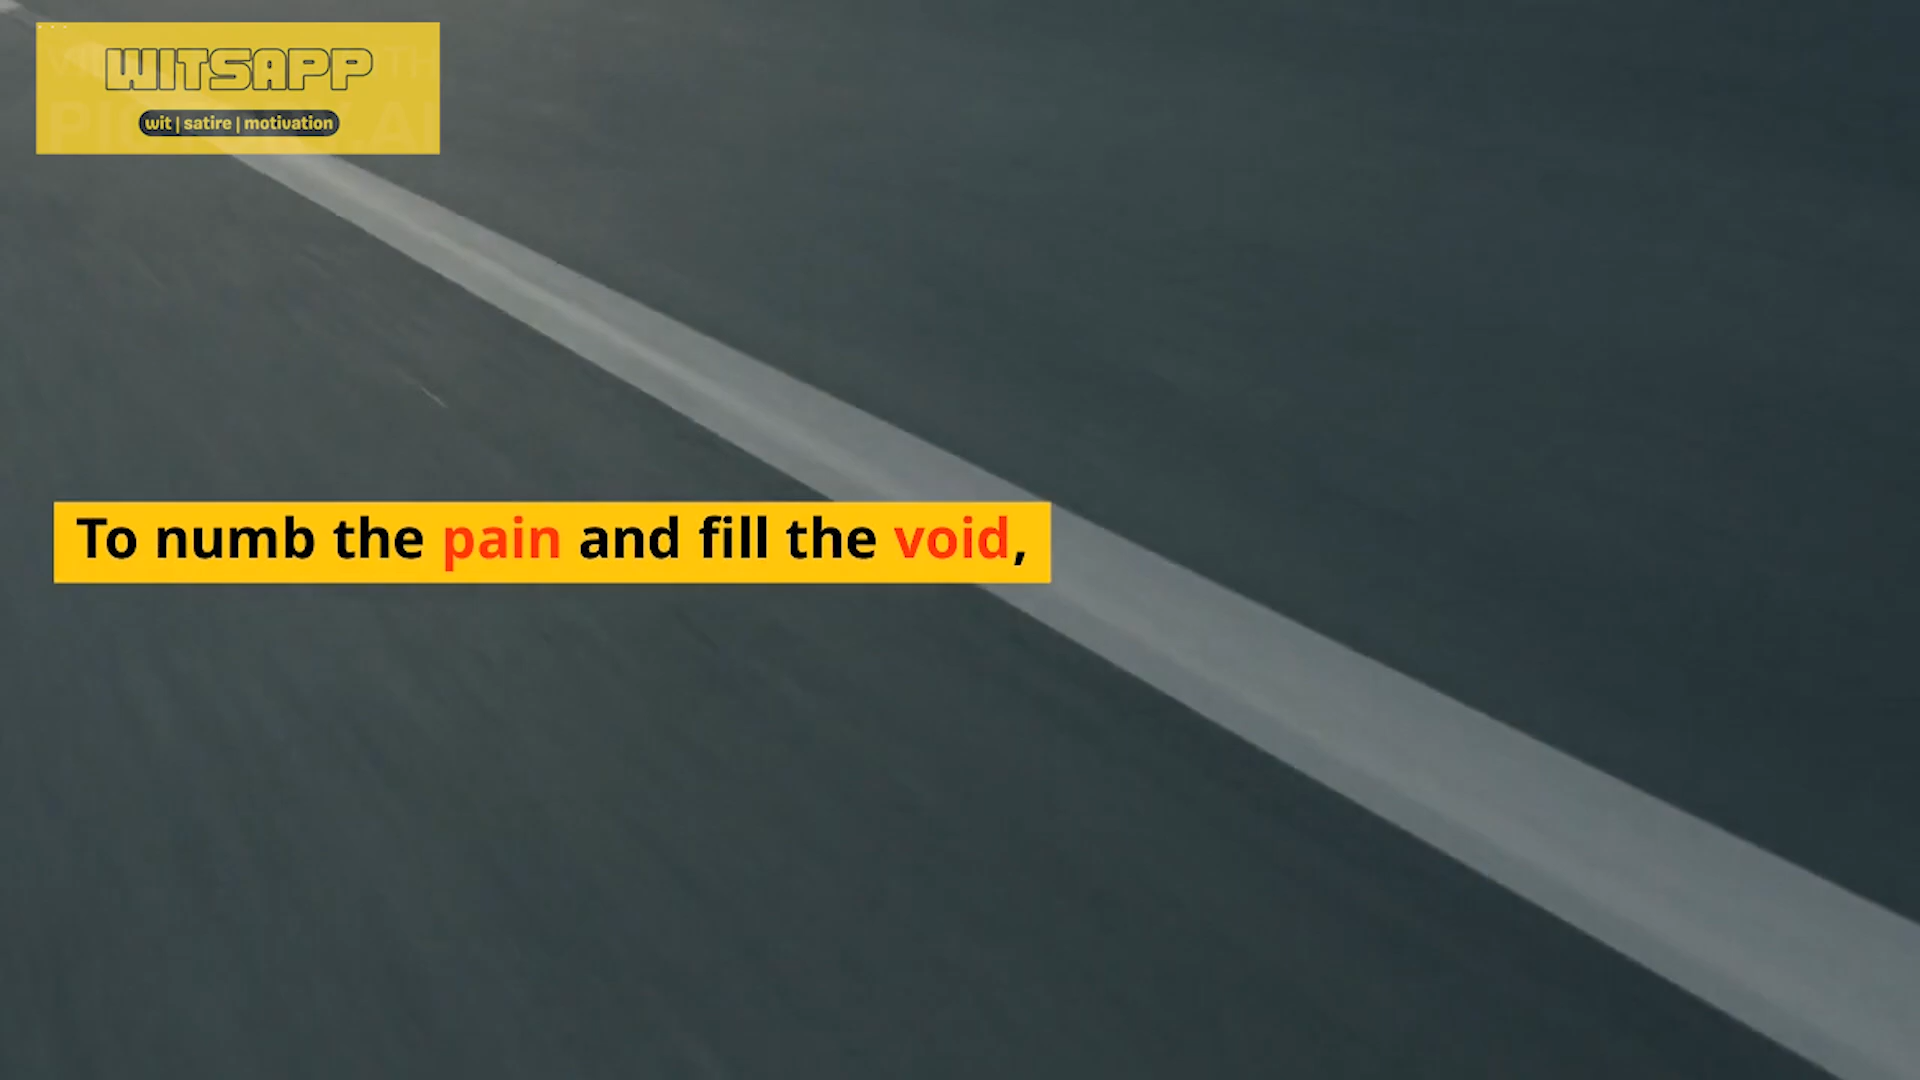 WITSAPP
wit | satire | motivation
To numb the pain and fill the void,